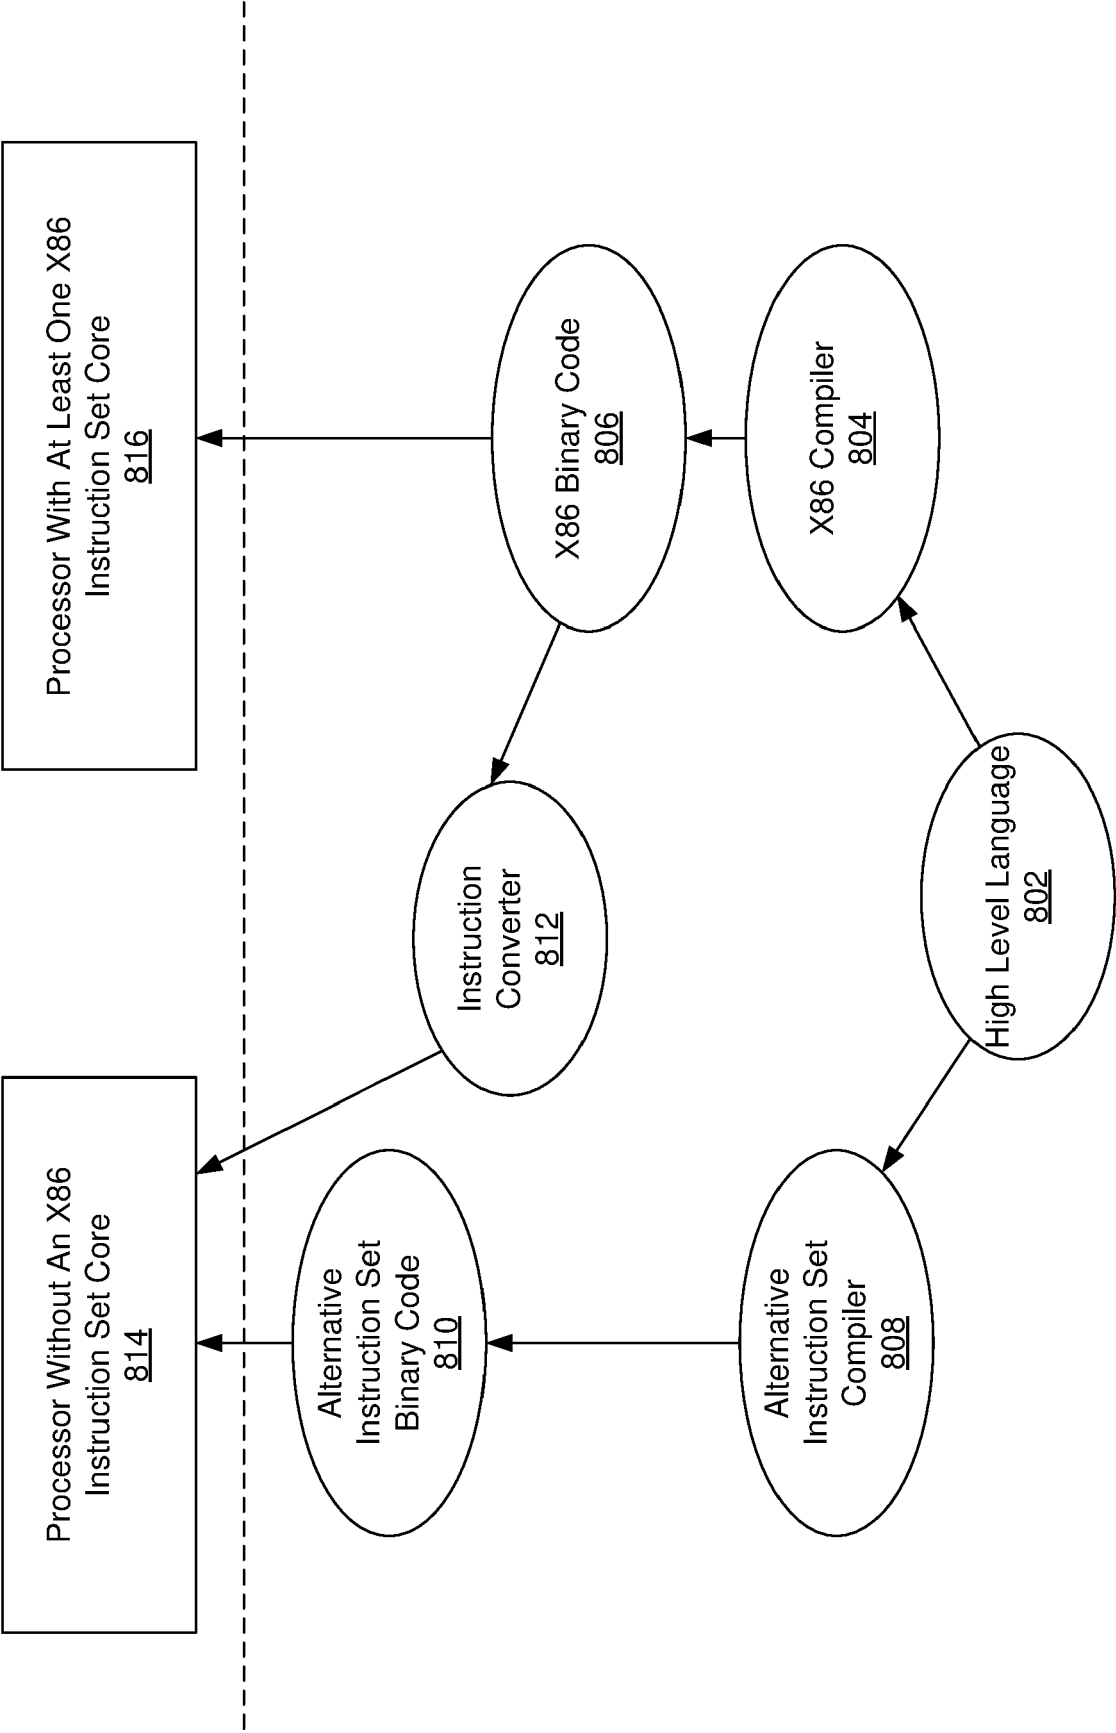 Processor Without An X86
Instruction Set Core
814
Processor With At Least One X86
Instruction Set Core
816
Alternative
Instruction Set
Binary Code
810
Instruction
Converter
812
X86 Binary Code
806
Alternative
Instruction Set
Compiler
808
X86 Compiler
804
High Level Language
802